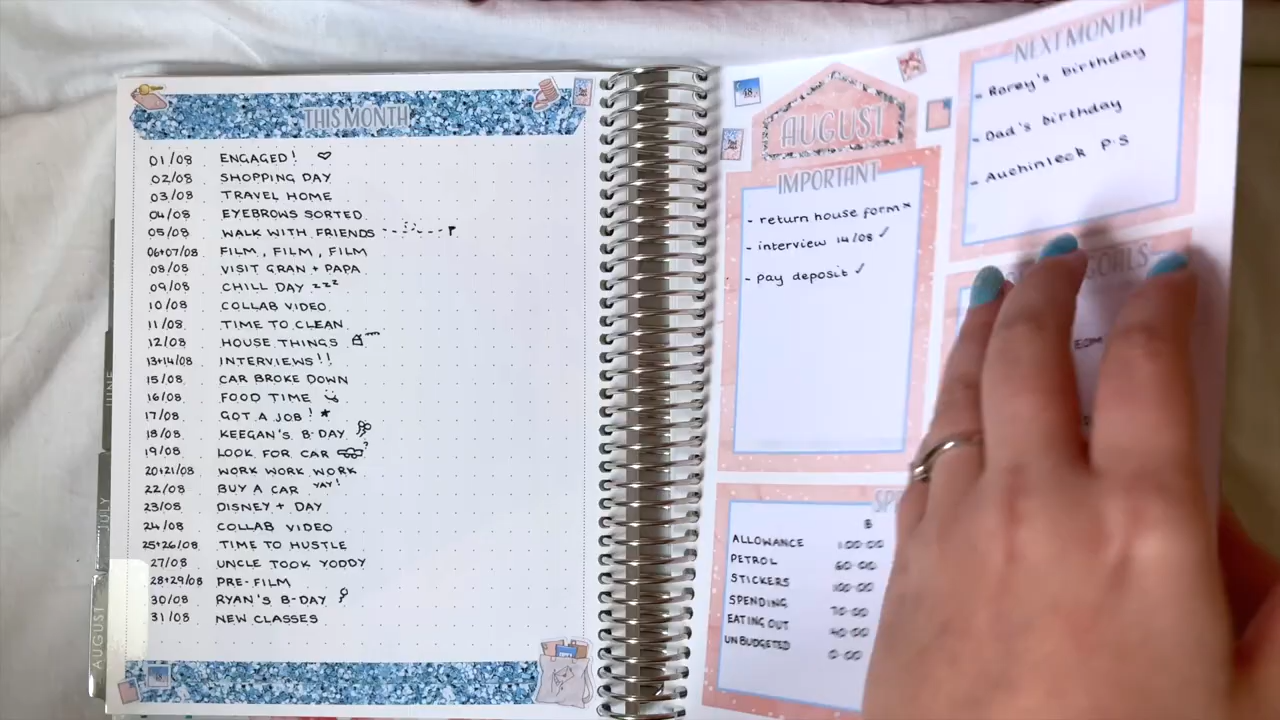 THIS MONTH
01/08 ENGAGED!
02/08 SHOPPING DAY
03/08 TRAVEL HOME
04/08 EYEBROWS SORTED
05/08 WALK WITH FRIENDS
06+07/08 FILM, FILM, FILM
08/08 VISIT GRAN + PAPA
09/08 CHILL DAY zzz
10/08 COLLAB VIDEO
11/08 TIME TO CLEAN
12/08 HOUSE THINGS
13+14/08 INTERVIEWS!!
15/08 CAR BROKE DOWN
16/08 FOOD TIME
17/08 GOT A JOB!
18/08 KEEGAN'S B-DAY
19/08 LOOK FOR CAR ?
20+21/08 WORK WORK WORK
22/08 BUY A CAR YAY!
23/08 DISNEY + DAY
24/08 COLLAB VIDEO
25+26/08 TIME TO HUSTLE
27/08 UNCLE TOOK YODDY
28+29/08 PRE-FILM
30/08 RYAN'S B-DAY
31/08 NEW CLASSES
JUNE
JULY
AUGUST
AUGUST
IMPORTANT
- return house form x
- interview 14/08 ✓
- pay deposit ✓
NEXT MONTH
- Rorey's birthday
- Dad's birthday
- Auchinleck P.S
GOALS
B
ALLOWANCE 100.00
PETROL 60.00
STICKERS 100.00
SPENDING 70.00
EATING OUT 40.00
UNBUDGETED 0.00